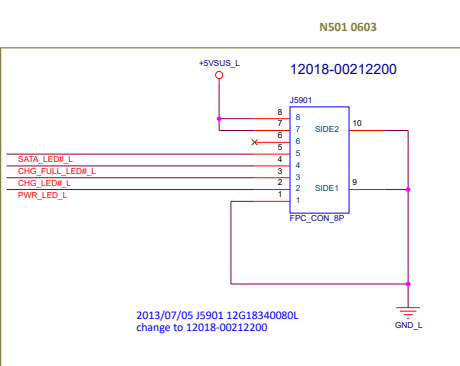 N501 0603
+5VSUS_L
12018-00212200
J5901
8 8
7 7
6 6
5 5
4 4
3 3
2 2
1 1
SIDE2 10
SIDE1 9
SATA_LED#_L
CHG_FULL_LED#_L
CHG_LED#_L
PWR_LED_L
FPC_CON_8P
2013/07/05 J5901 12G18340080L
change to 12018-00212200
GND_L